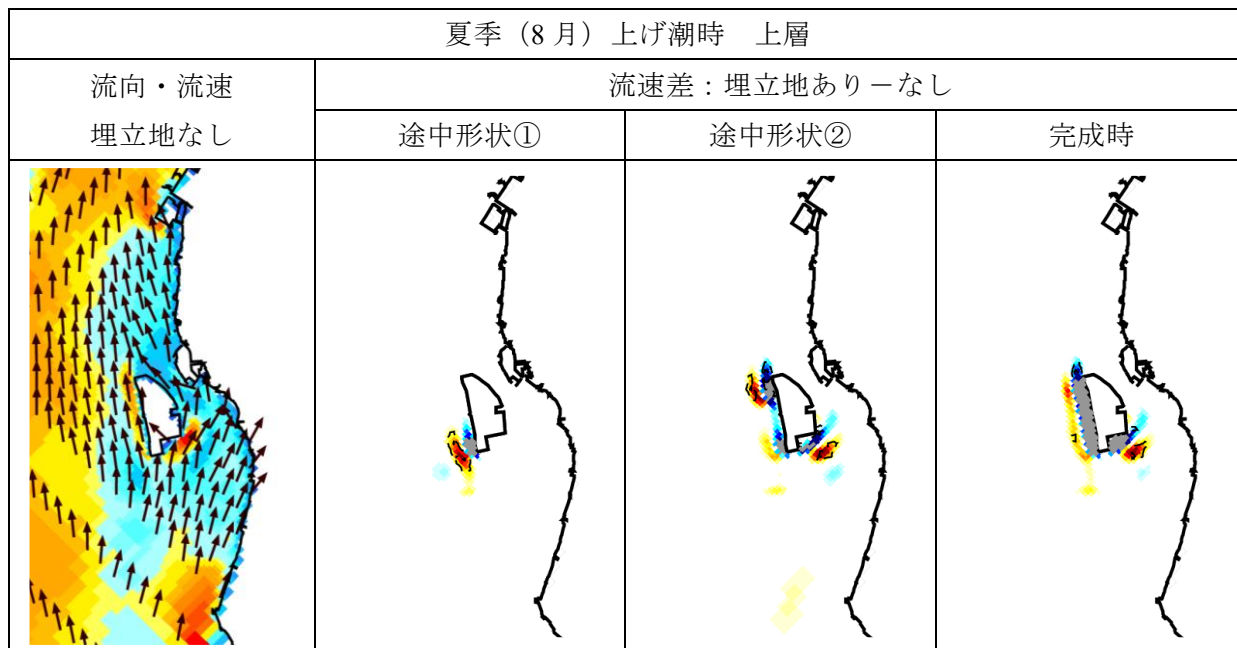 夏季（8 月）上げ潮時　上層
流向・流速
埋立地なし
流速差：埋立地あり－なし
途中形状①
途中形状②
完成時